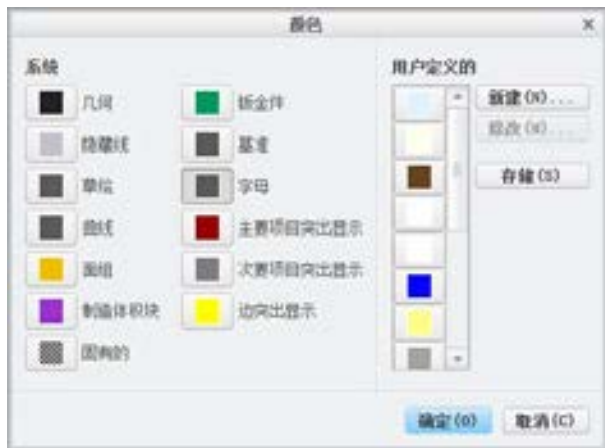 颜色
系统
几何
隐藏线
草绘
曲线
面组
制造体积块
固有的
钣金件
基准
字母
主要项目突出显示
次要项目突出显示
边突出显示
用户定义的
新建(N)...
修改(M)...
存储(S)
确定(O)
取消(C)